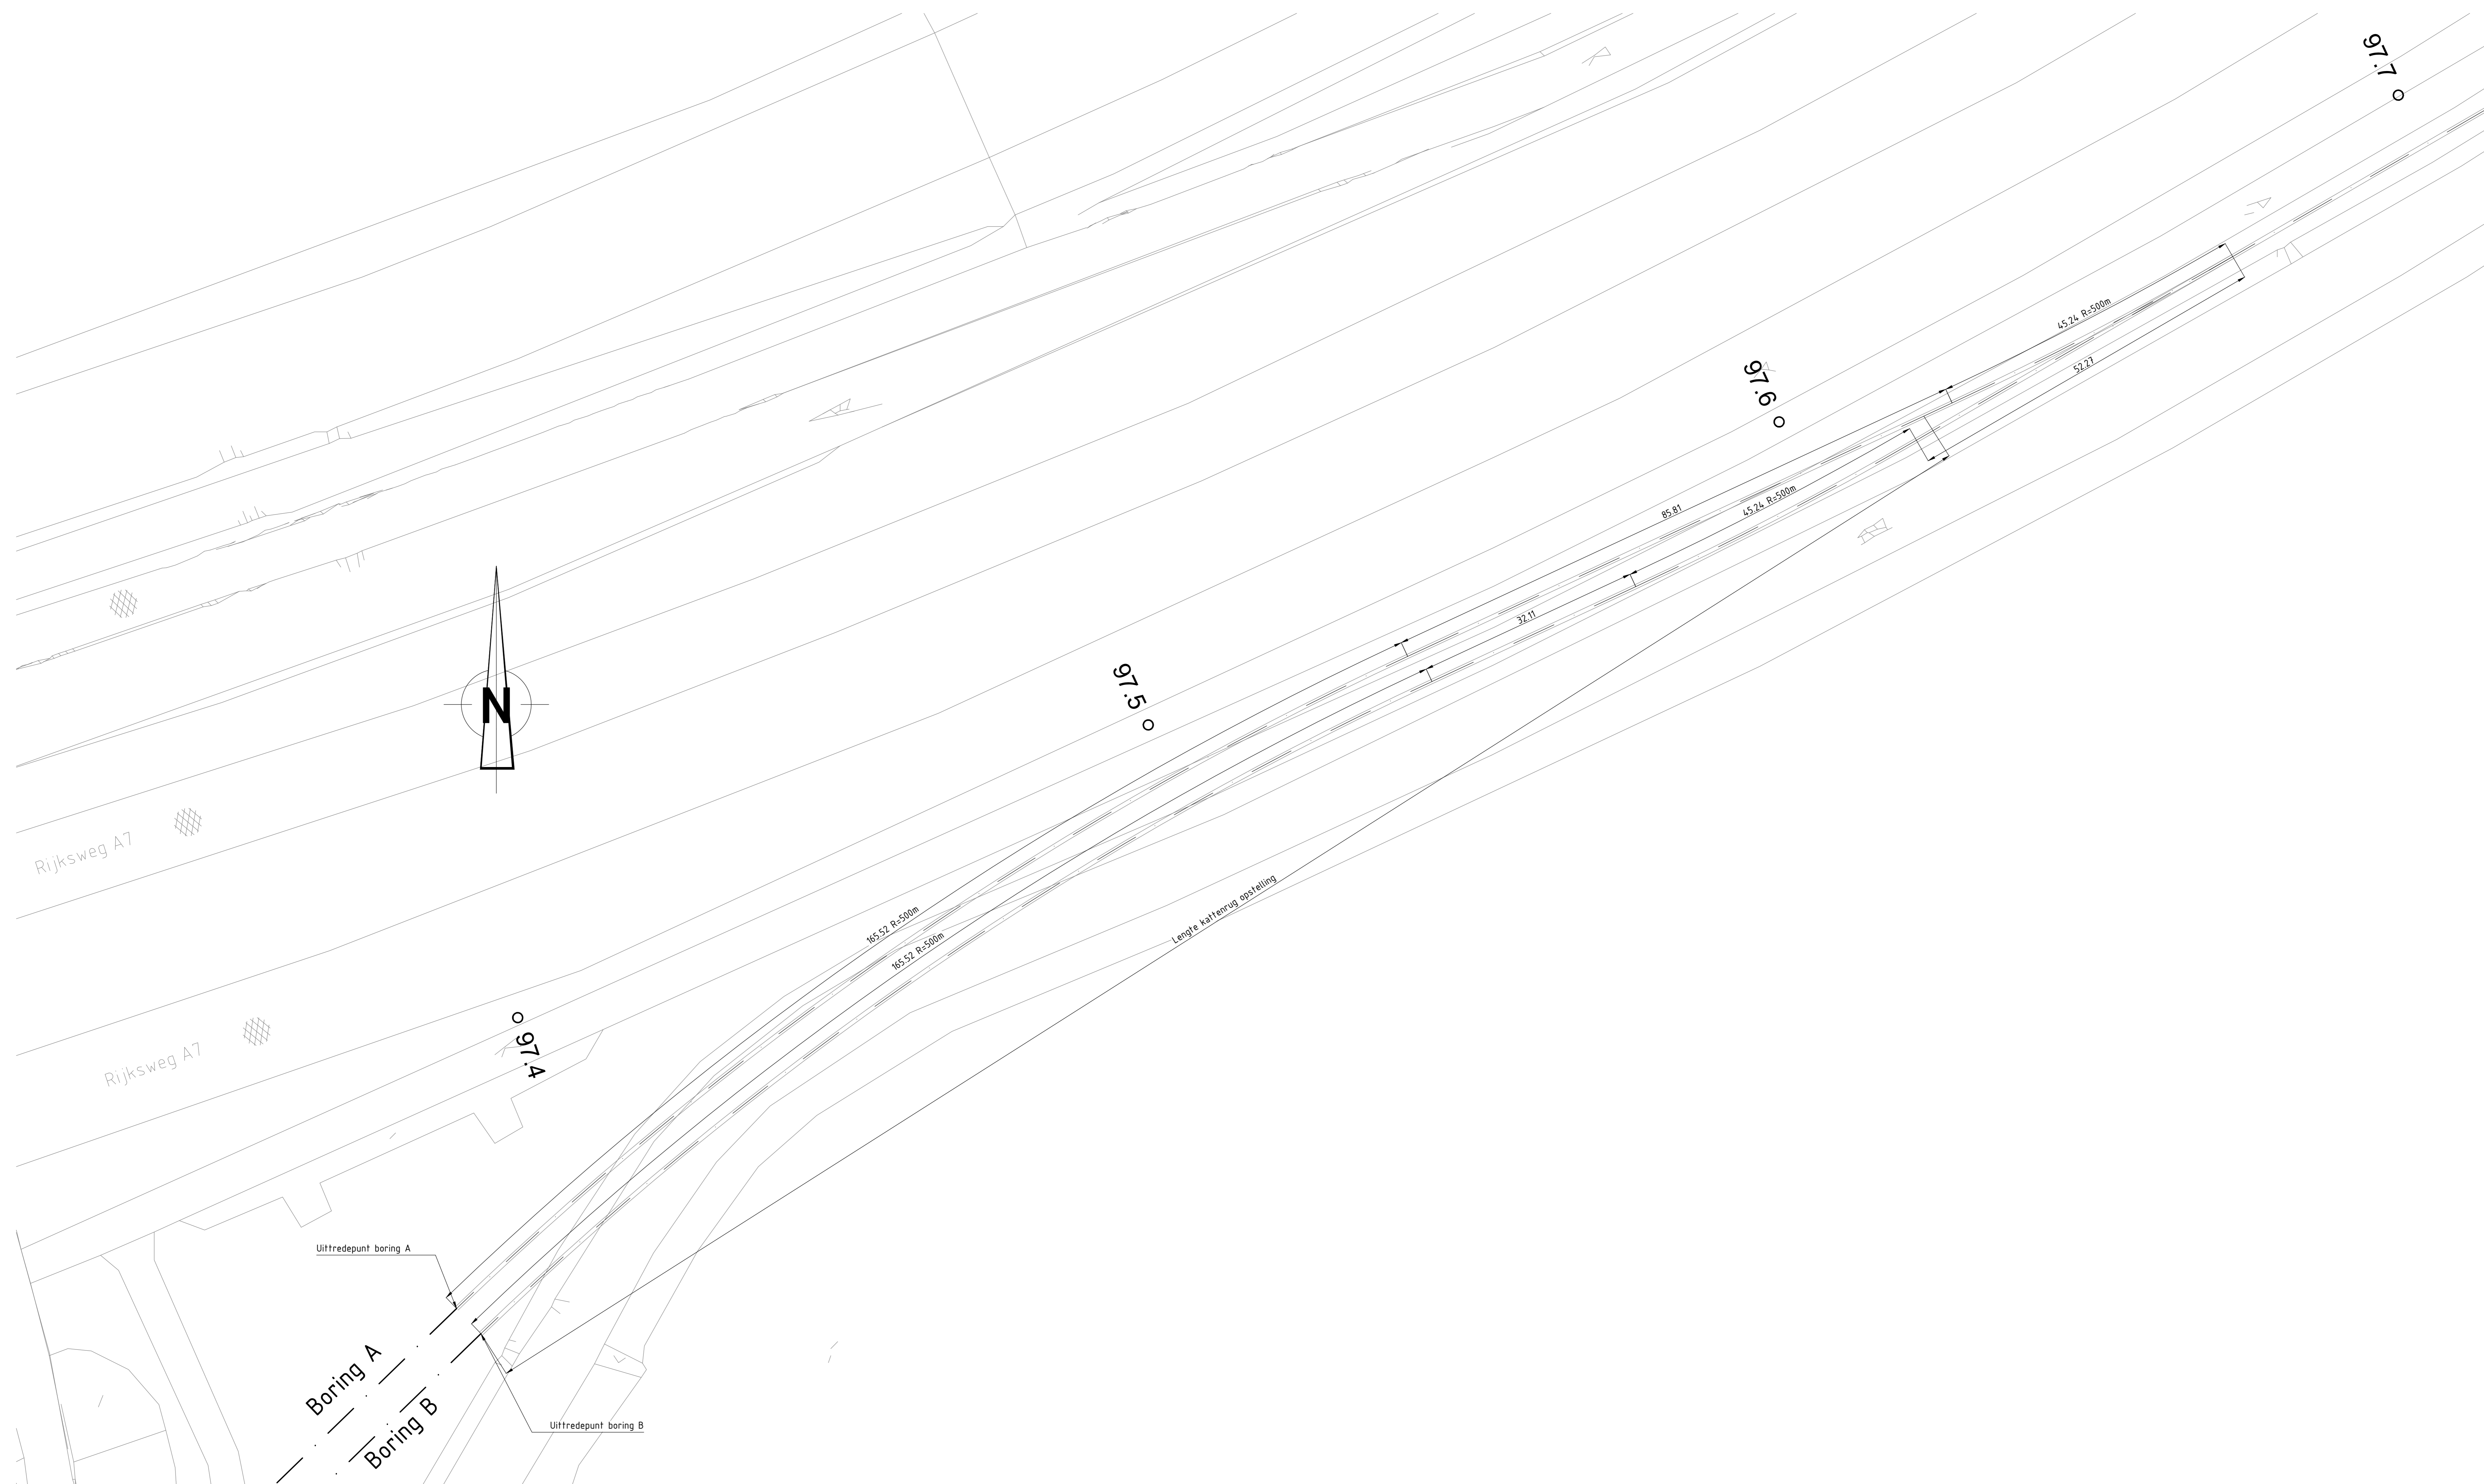 97.7
45.24 R=500m
52.27
97.6
85.81
45.24 R=500m
32.11
97.5
N
Rijksweg A7
Lengte kattenrug opstelling
165.52 R=500m
165.52 R=500m
97.4
Rijksweg A7
Uittredepunt boring A
Boring A
Boring B
Uittredepunt boring B